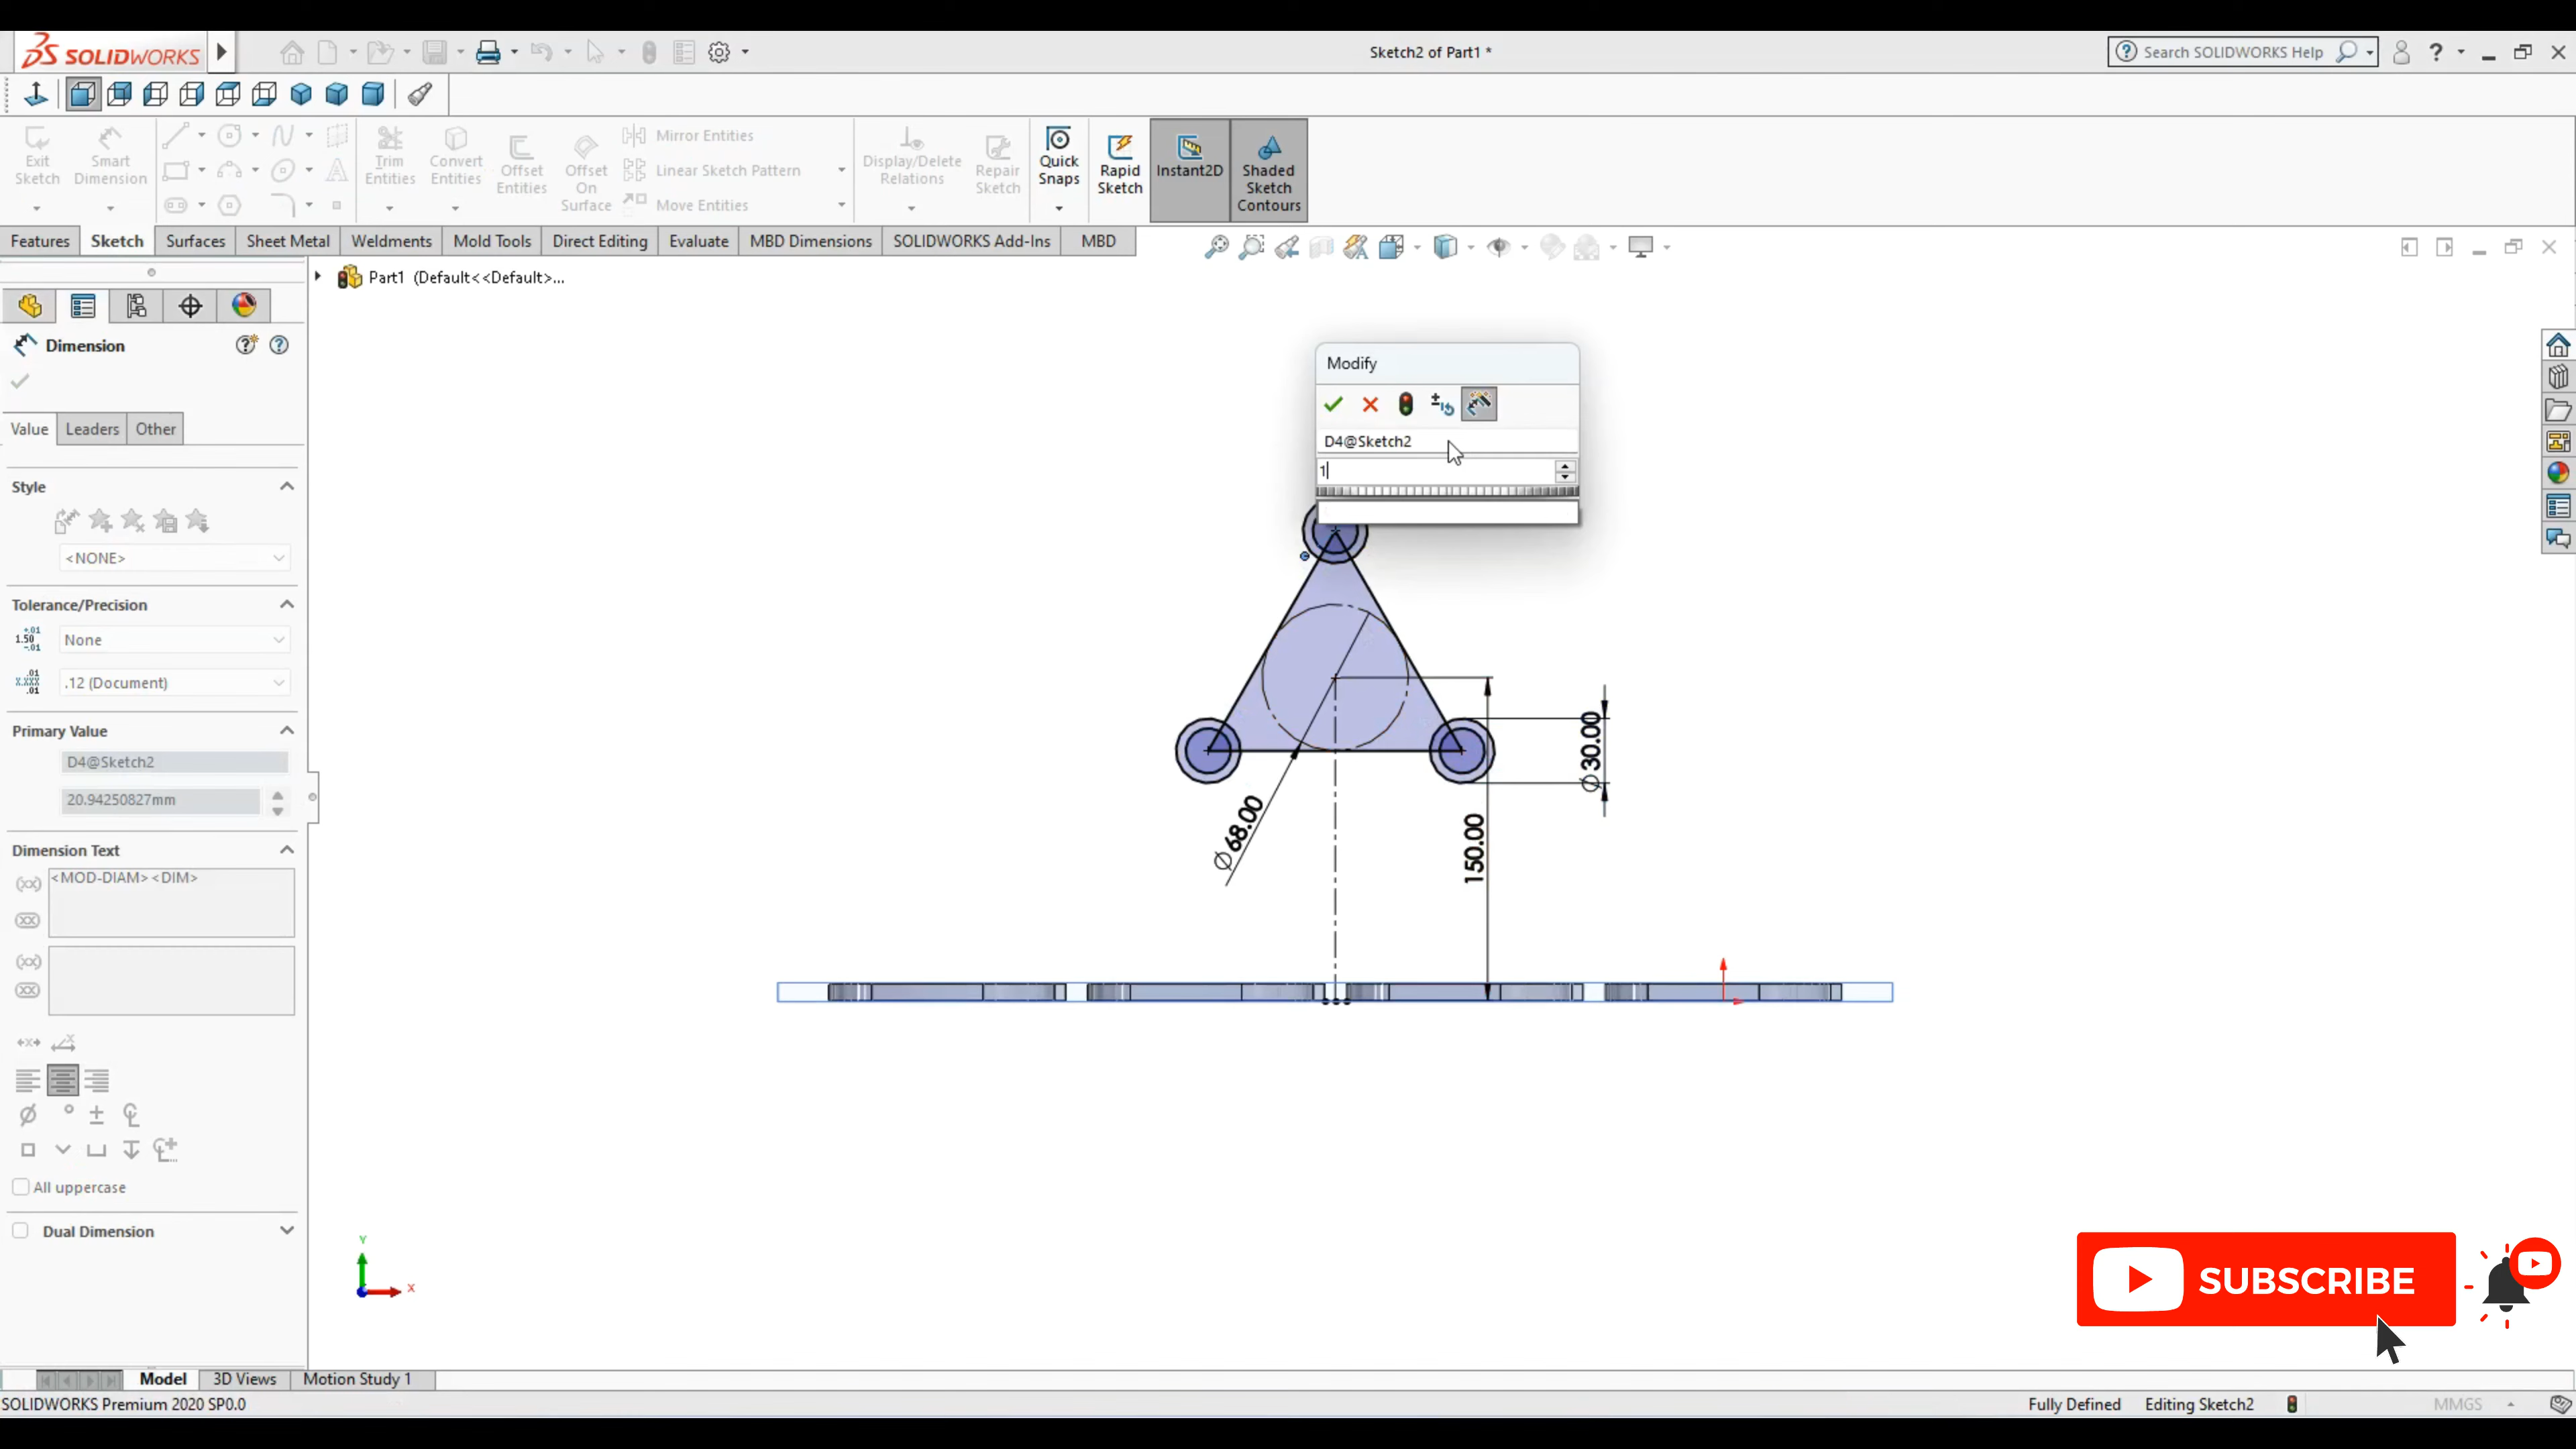 SOLIDWORKS
Sketch2 of Part1 *
Search SOLIDWORKS Help
Exit Sketch
Smart Dimension
Trim Entities
Convert Entities
Offset Entities
Offset On Surface
Mirror Entities
Linear Sketch Pattern
Move Entities
Display/Delete Relations
Repair Sketch
Quick Snaps
Rapid Sketch
Instant2D
Shaded Sketch Contours
Features
Sketch
Surfaces
Sheet Metal
Weldments
Mold Tools
Direct Editing
Evaluate
MBD Dimensions
SOLIDWORKS Add-Ins
MBD
Part1 (Default<<Default>...
Dimension
Value
Leaders
Other
Style
<NONE>
Tolerance/Precision
None
.12 (Document)
Primary Value
D4@Sketch2
20.94250827mm
Dimension Text
<MOD-DIAM><DIM>
All uppercase
Dual Dimension
Modify
D4@Sketch2
1
∅30.00
∅68.00
150.00
Y
X
SUBSCRIBE
Model
3D Views
Motion Study 1
SOLIDWORKS Premium 2020 SP0.0
Fully Defined
Editing Sketch2
MMGS